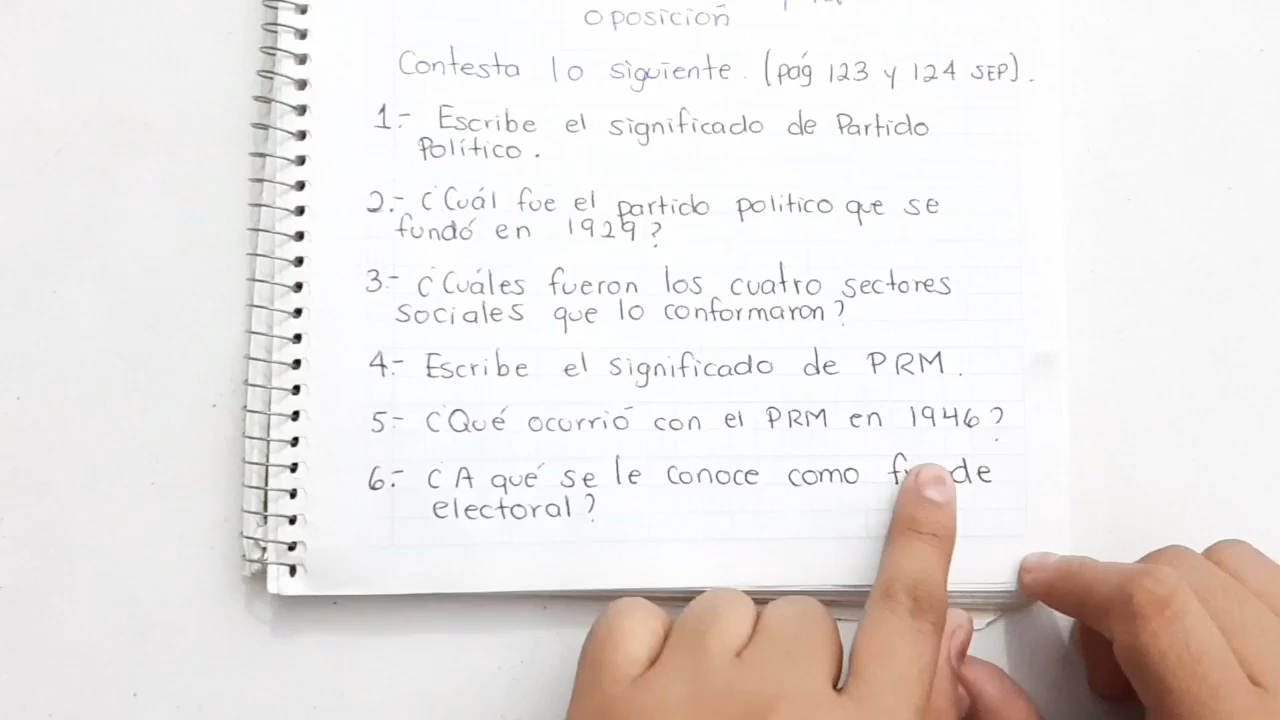 oposición
Contesta lo siguiente. (pág 123 y 124 SEP).
1.- Escribe el significado de Partido
Político.
2.- ¿Cuál fue el partido politico que se
fundó en 1929?
3.- ¿Cuáles fueron los cuatro sectores
sociales que lo conformaron?
4.- Escribe el significado de PRM.
5.- ¿Qué ocurrió con el PRM en 1946?
6.- ¿A qué se le conoce como
electoral?